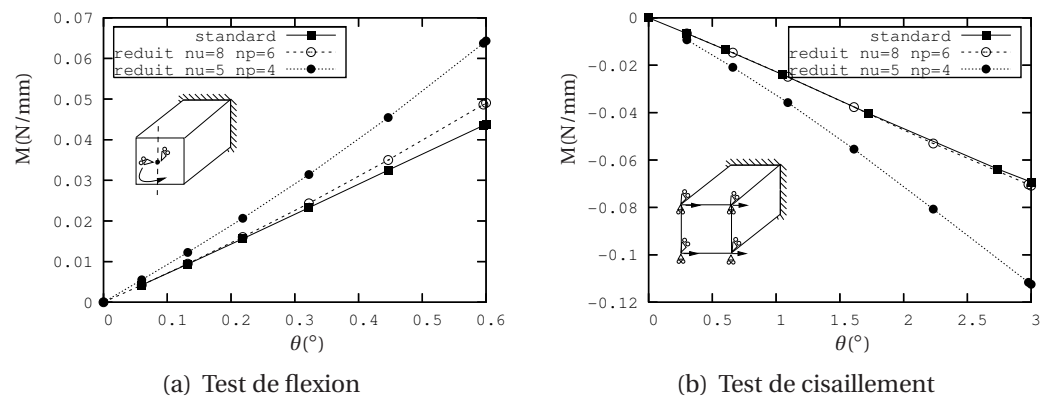 0.07
0.06
0.05
0.04
0.03
0.02
0.01
0
M(N/mm)
standard
reduit nu=8 np=6
reduit nu=5 np=4
0 0.1 0.2 0.3 0.4 0.5 0.6
θ(°)
(a) Test de flexion
0
−0.02
−0.04
−0.06
−0.08
−0.1
−0.12
M(N/mm)
standard
reduit nu=8 np=6
reduit nu=5 np=4
0 0.5 1 1.5 2 2.5 3
θ(°)
(b) Test de cisaillement